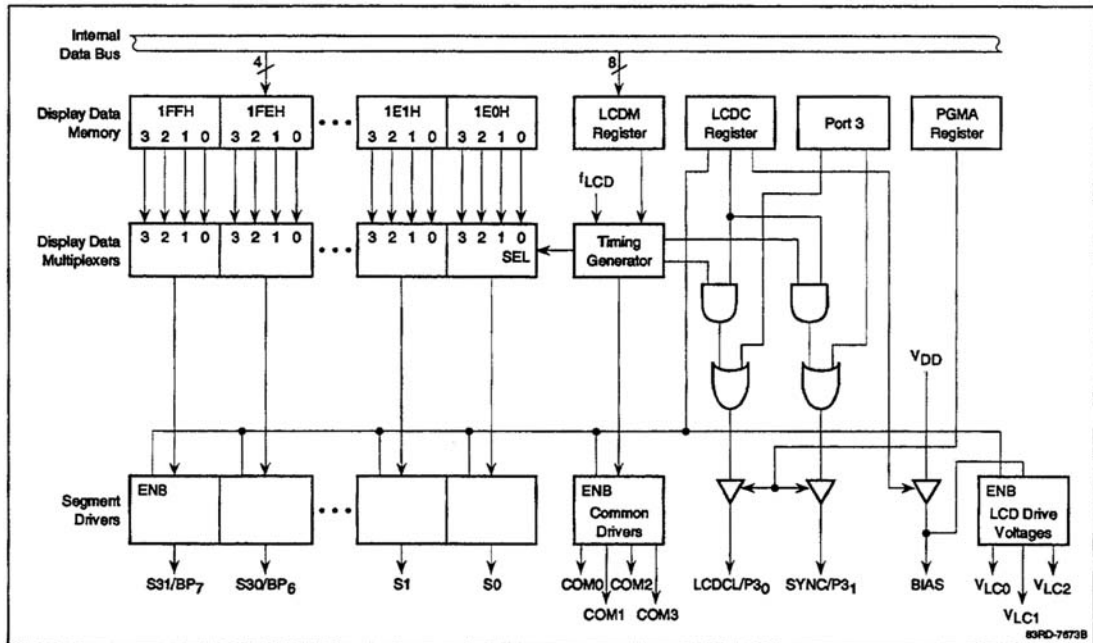 Internal
Data Bus
4
8
Display Data
Memory
1FFH
1FEH
1E1H
1E0H
3 2 1 0
3 2 1 0
3 2 1 0
3 2 1 0
LCDM
Register
LCDC
Register
Port 3
PGMA
Register
fLCD
Display Data
Multiplexers
3 2 1 0
3 2 1 0
3 2 1 0
3 2 1 0
SEL
Timing
Generator
VDD
Segment
Drivers
ENB
ENB
Common
Drivers
ENB
LCD Drive
Voltages
S31/BP7
S30/BP6
S1
S0
COM0
COM2
COM1
COM3
LCDCL/P30
SYNC/P31
BIAS
VLC0
VLC2
VLC1
83RD-7673B